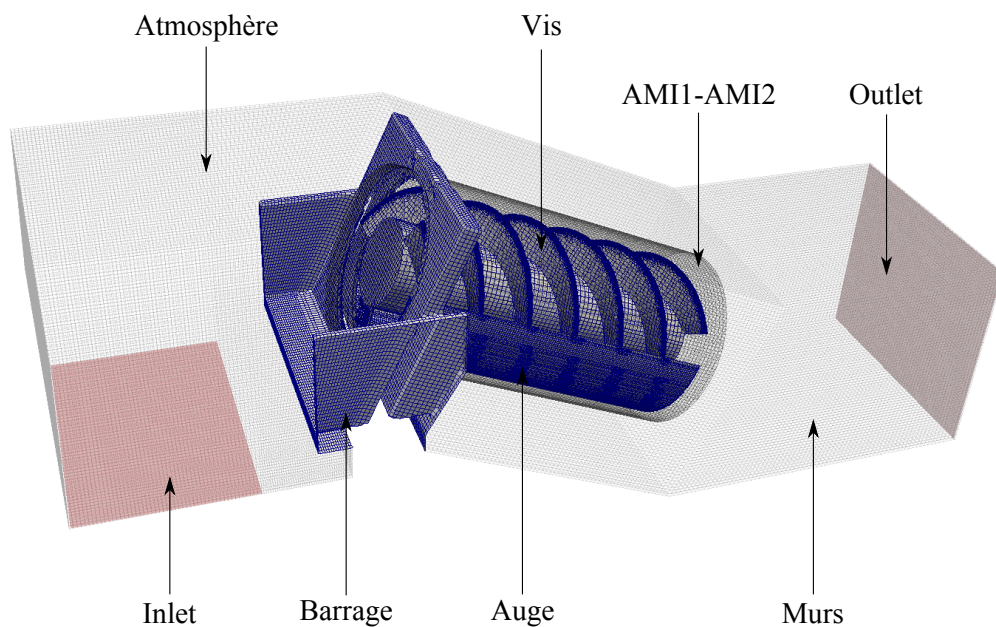 Atmosphère
Vis
AMI1-AMI2
Outlet
Inlet
Barrage
Auge
Murs